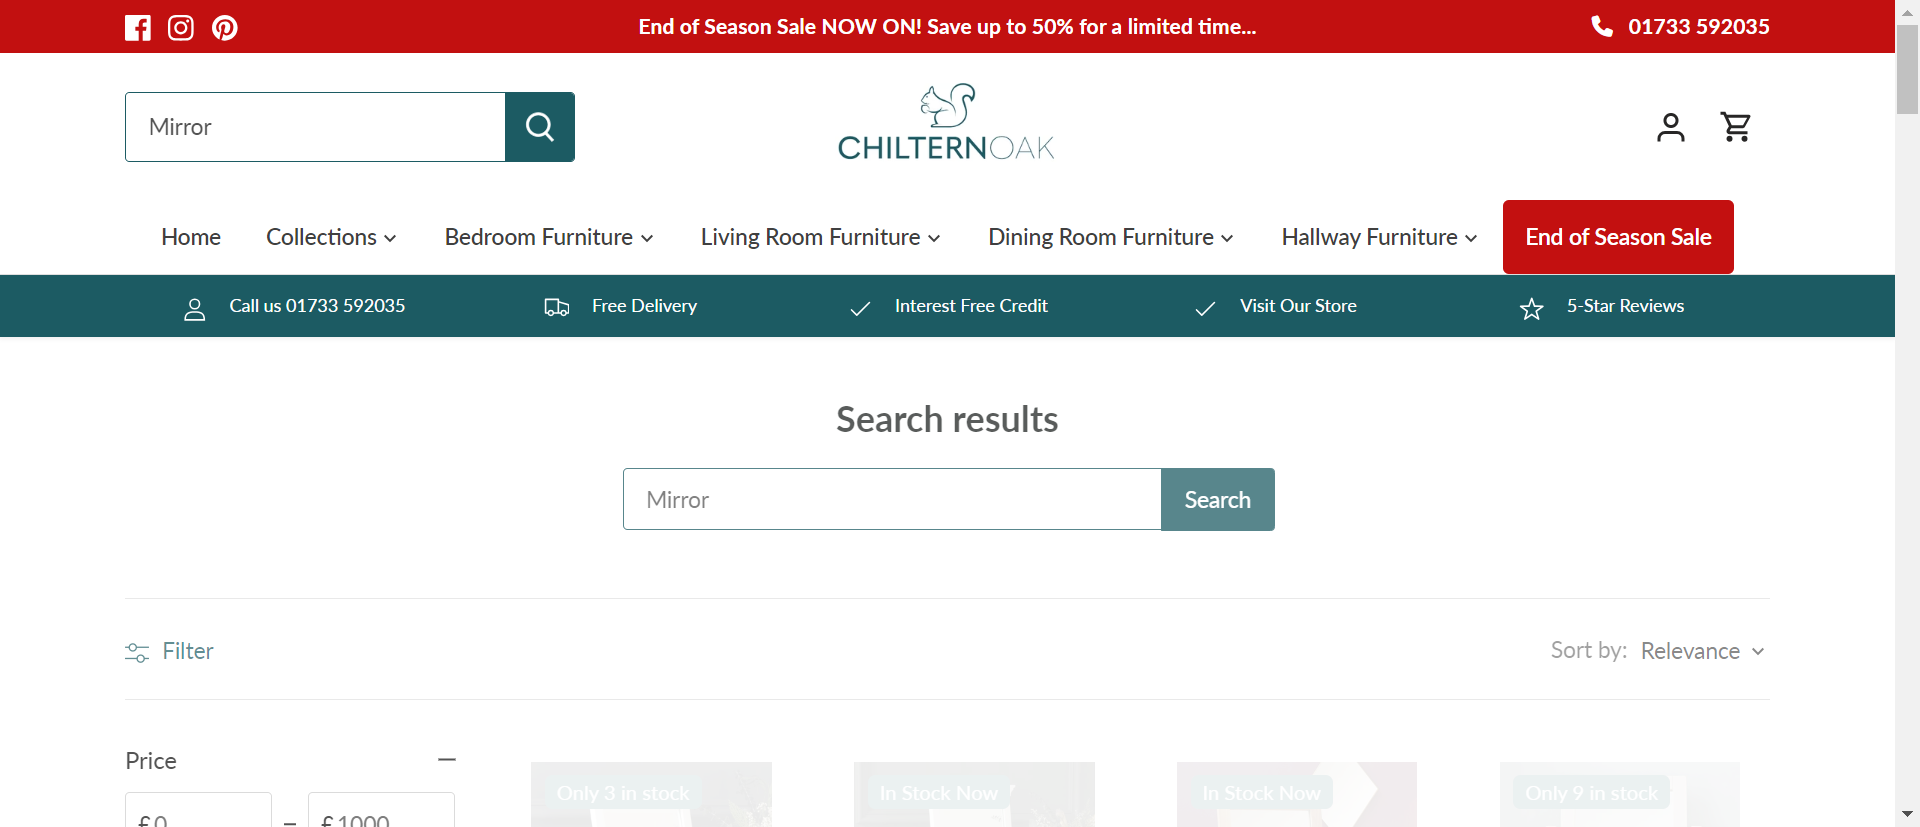 End of Season Sale NOW ON! Save up to 50% for a limited time...
01733 592035
Mirror
CHILTERNOAK
Home
Collections
Bedroom Furniture
Living Room Furniture
Dining Room Furniture
Hallway Furniture
End of Season Sale
Call us 01733 592035
Free Delivery
Interest Free Credit
Visit Our Store
5-Star Reviews
Search results
Mirror
Search
Filter
Sort by: Relevance
Price
£ 0 – £ 1000
Only 3 in stock
In Stock Now
In Stock Now
Only 9 in stock